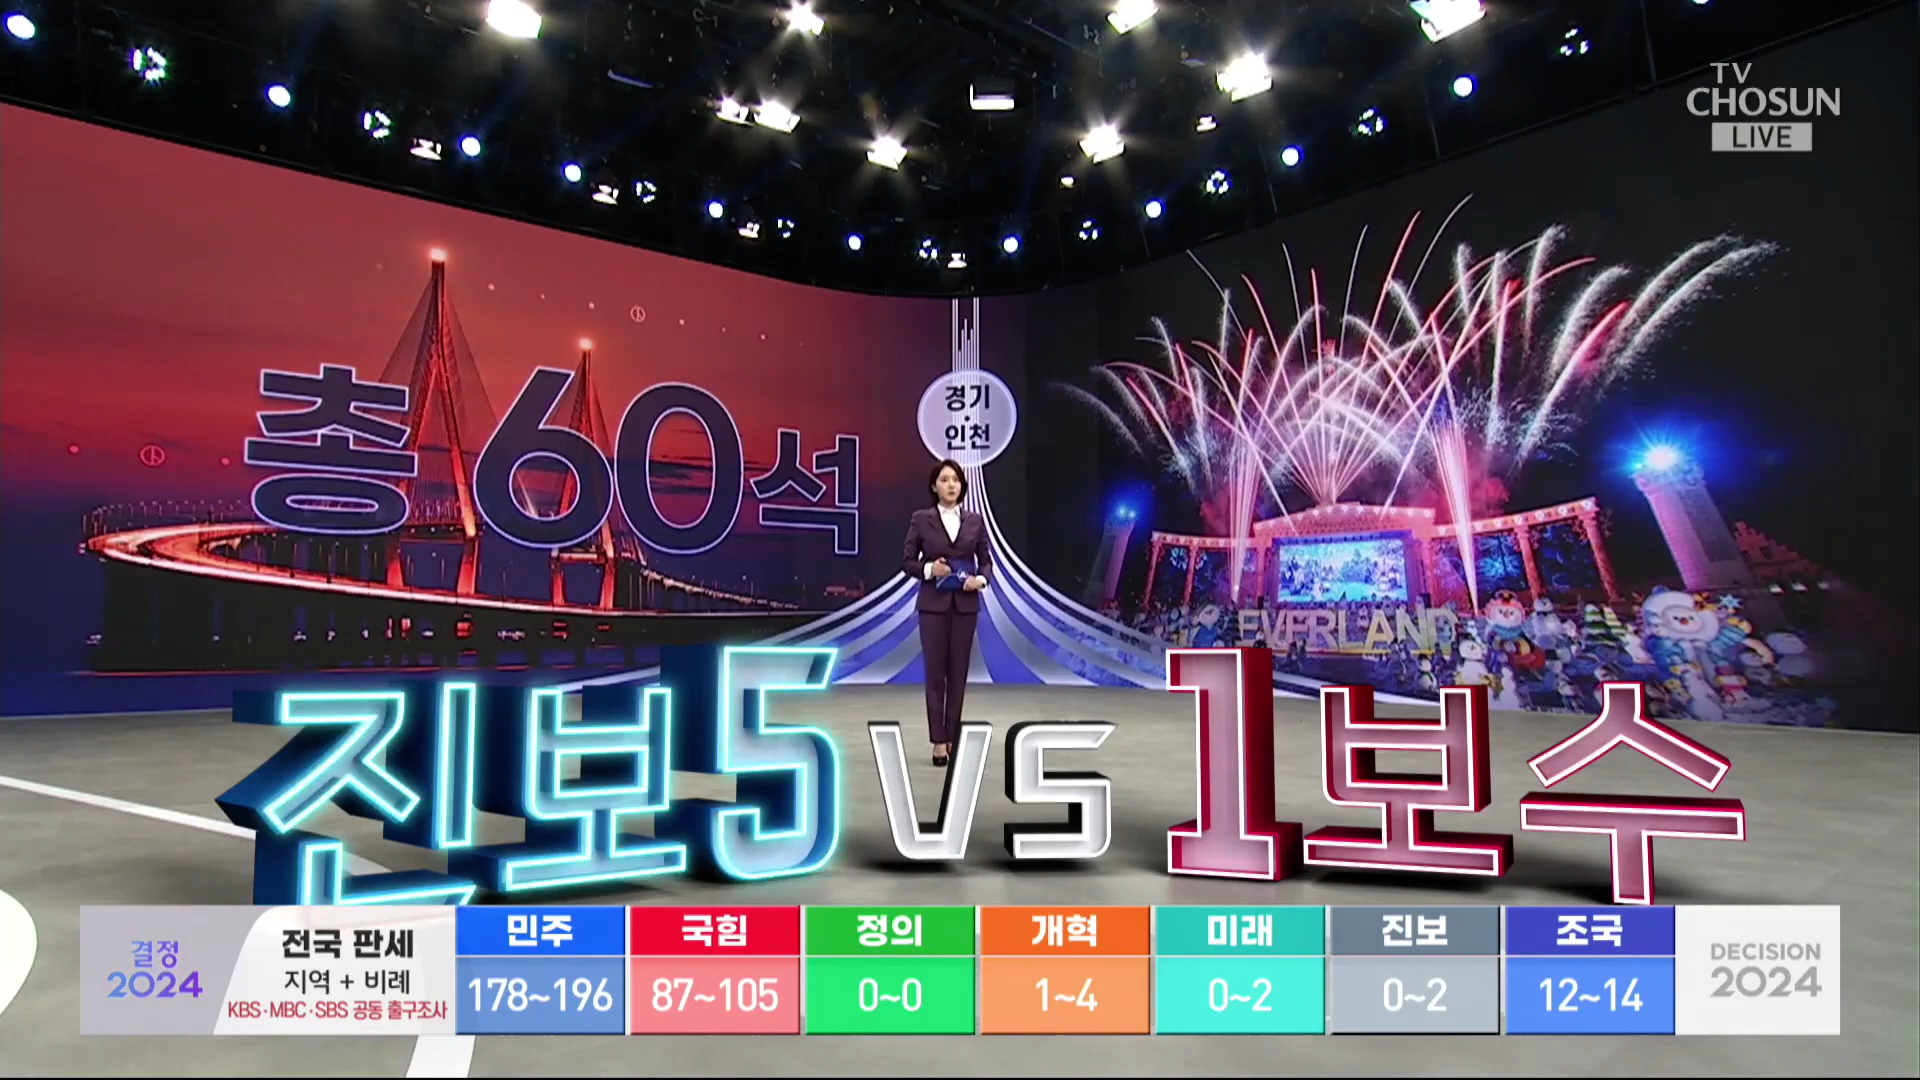 TV
CHOSUN
LIVE
총 60석
경기
·
인천
EVERLAND
진보 5 VS 1 보수
결정
2024
전국 판세
지역 + 비례
KBS·MBC·SBS 공동 출구조사
민주
178~196
국힘
87~105
정의
0~0
개혁
1~4
미래
0~2
진보
0~2
조국
12~14
DECISION
2024